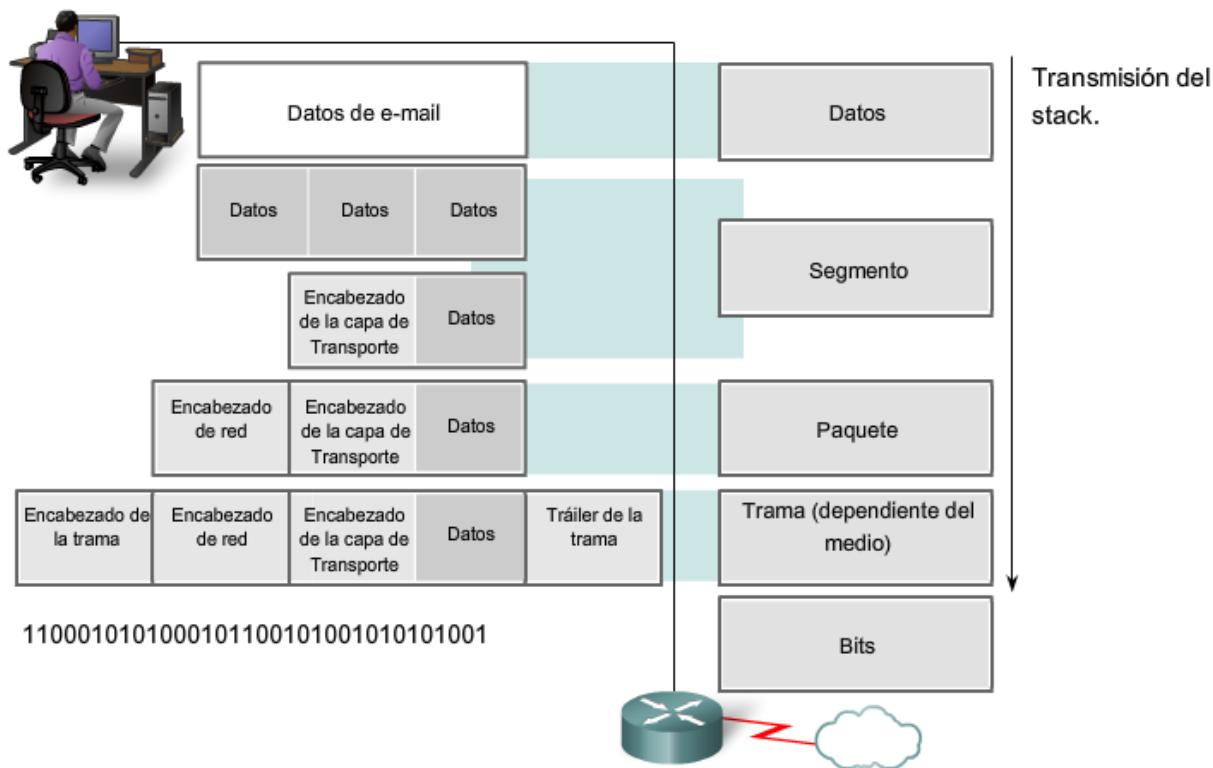 Datos de e-mail
Datos
Transmisión del
stack.
Datos
Datos
Datos
Segmento
Encabezado
de la capa de
Transporte
Datos
Encabezado
de red
Encabezado
de la capa de
Transporte
Datos
Paquete
Encabezado de
la trama
Encabezado
de red
Encabezado
de la capa de
Transporte
Datos
Tráiler de la
trama
Trama (dependiente del
medio)
1100010101000101100101001010101001
Bits